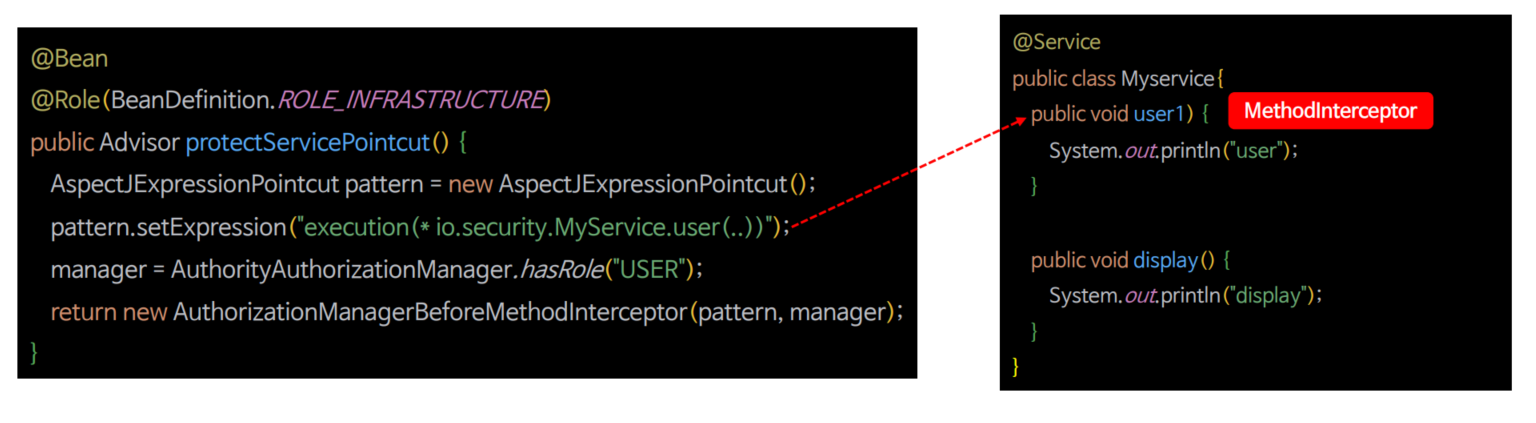 @Bean
@Role(BeanDefinition.ROLE_INFRASTRUCTURE)
public Advisor protectServicePointcut() {
AspectJExpressionPointcut pattern = new AspectJExpressionPointcut();
pattern.setExpression("execution(* io.security.MyService.user(..))");
manager = AuthorityAuthorizationManager.hasRole("USER");
return new AuthorizationManagerBeforeMethodInterceptor(pattern, manager);
}
@Service
public class Myservice{
public void user1) { MethodInterceptor
System.out.println("user");
}
public void display() {
System.out.println("display");
}
}